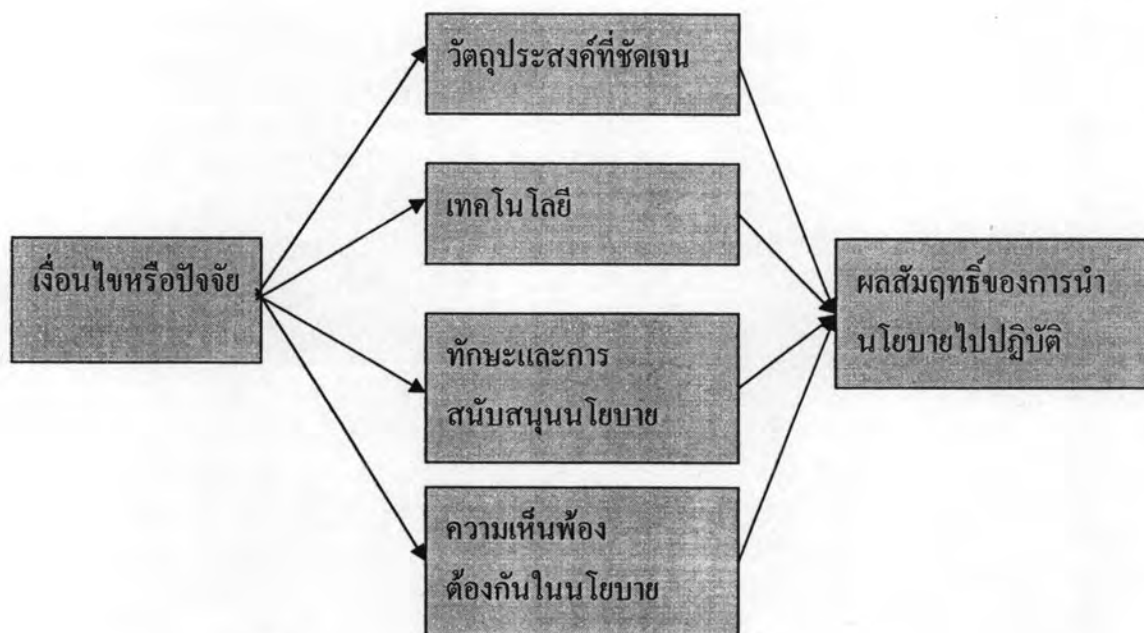 วัตถุประสงค์ที่ชัดเจน
เทคโนโลยี
เงื่อนไขหรือปัจจัย
ทักษะและการ
สนับสนุนนโยบาย
ความเห็นพ้อง
ต้องกันในนโยบาย
ผลสัมฤทธิ์ของการนำ
นโยบายไปปฏิบัติ